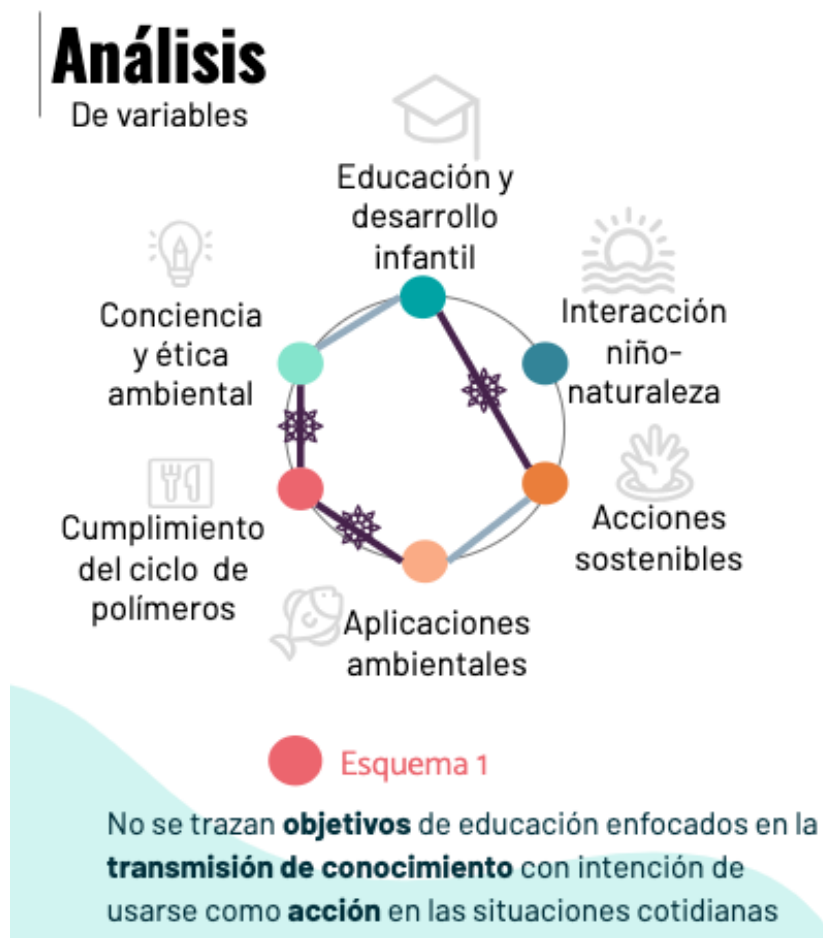 Análisis
De variables
Educación y
desarrollo
infantil
Conciencia
y ética
ambiental
Interacción
niño-
naturaleza
Cumplimiento
del ciclo de
polímeros
Acciones
sostenibles
Aplicaciones
ambientales
Esquema 1
No se trazan objetivos de educación enfocados en la
transmisión de conocimiento con intención de
usarse como acción en las situaciones cotidianas